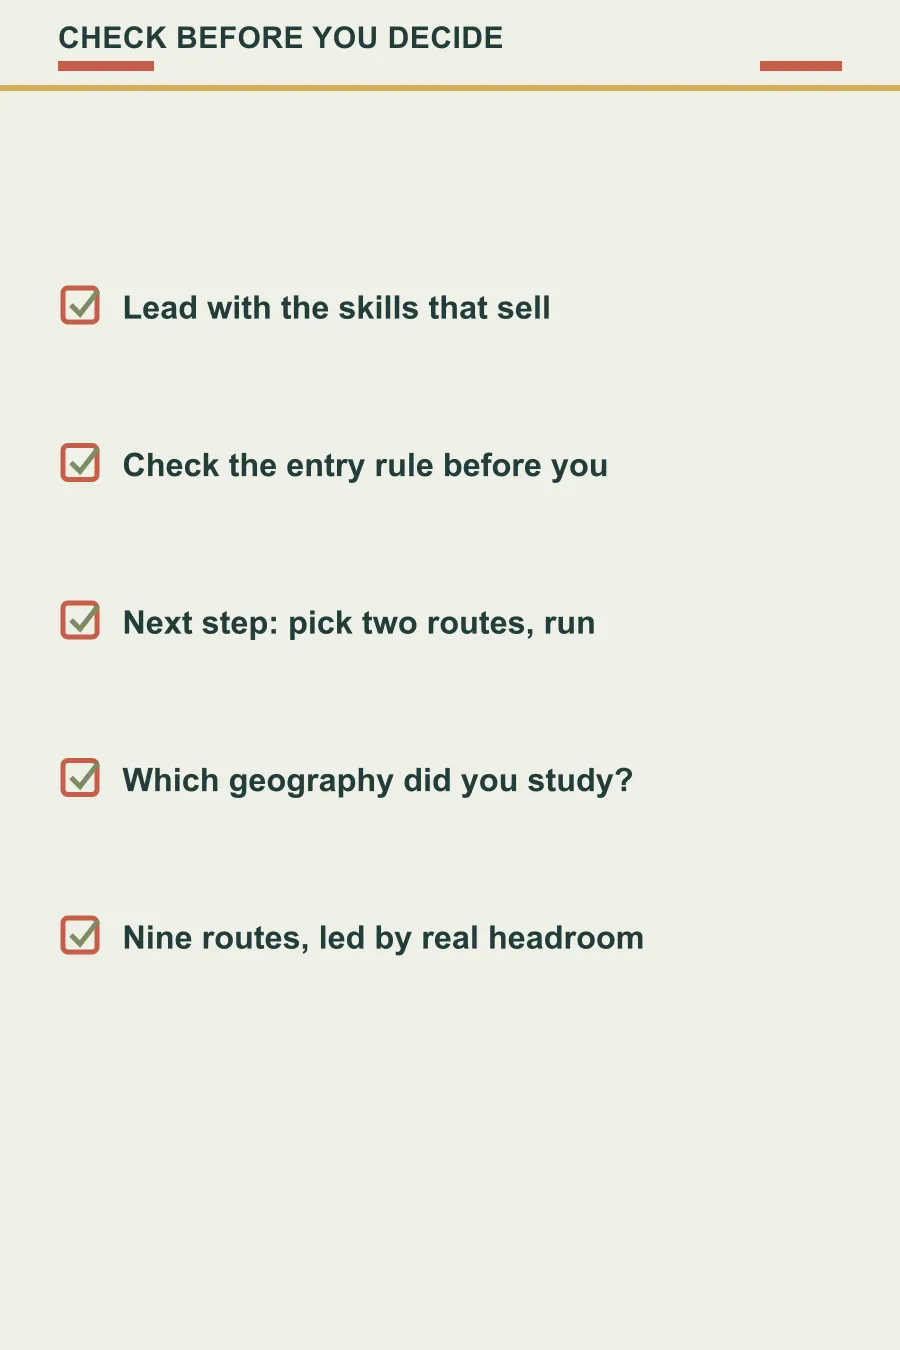 CHECK BEFORE YOU DECIDE
Lead with the skills that sell
Check the entry rule before you
Next step: pick two routes, run
Which geography did you study?
Nine routes, led by real headroom